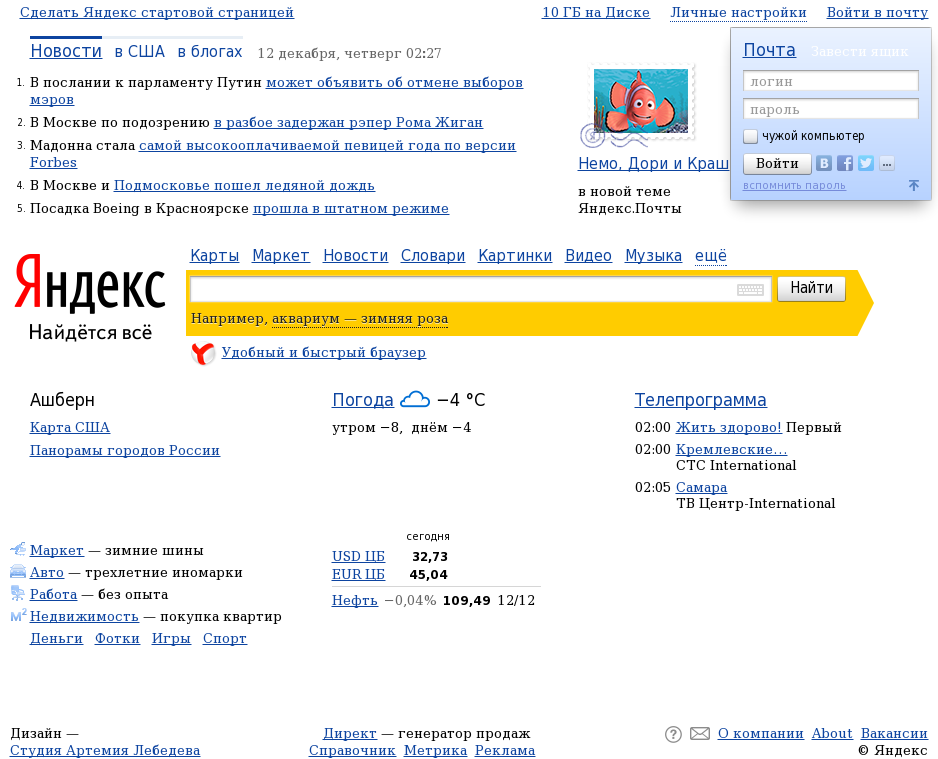 Сделать Яндекс стартовой страницей
10 ГБ на Диске Личные настройки Войти в почту
Новости в США в блогах 12 декабря, четверг 02:27
1. В послании к парламенту Путин может объявить об отмене выборов
мэров
2. В Москве по подозрению в разбое задержан рэпер Рома Жиган
3. Мадонна стала самой высокооплачиваемой певицей года по версии
Forbes
4. В Москве и Подмосковье пошел ледяной дождь
5. Посадка Boeing в Красноярске прошла в штатном режиме
Немо, Дори и Краш
в новой теме
Яндекс.Почты
Почта Завести ящик
логин
пароль
чужой компьютер
Войти
вспомнить пароль
Яндекс
Найдётся всё
Карты Маркет Новости Словари Картинки Видео Музыка ещё
Найти
Например, аквариум — зимняя роза
Удобный и быстрый браузер
Ашберн
Карта США
Панорамы городов России
Погода −4 °C
утром −8, днём −4
Телепрограмма
02:00 Жить здорово! Первый
02:00 Кремлевские...
СТС International
02:05 Самара
ТВ Центр-International
Маркет — зимние шины
Авто — трехлетние иномарки
Работа — без опыта
м² Недвижимость — покупка квартир
Деньги Фотки Игры Спорт
сегодня
USD ЦБ 32,73
EUR ЦБ 45,04
Нефть −0,04% 109,49 12/12
Дизайн —
Студия Артемия Лебедева
Директ — генератор продаж
Справочник Метрика Реклама
О компании About Вакансии
© Яндекс